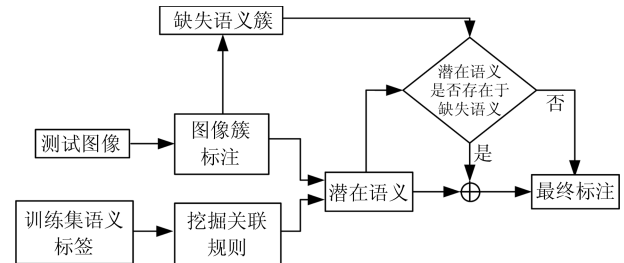 缺失语义簇
潜在语义
是否存在于
缺失语义
否
测试图像
图像簇
标注
是
潜在语义
最终标注
训练集语义
标签
挖掘关联
规则